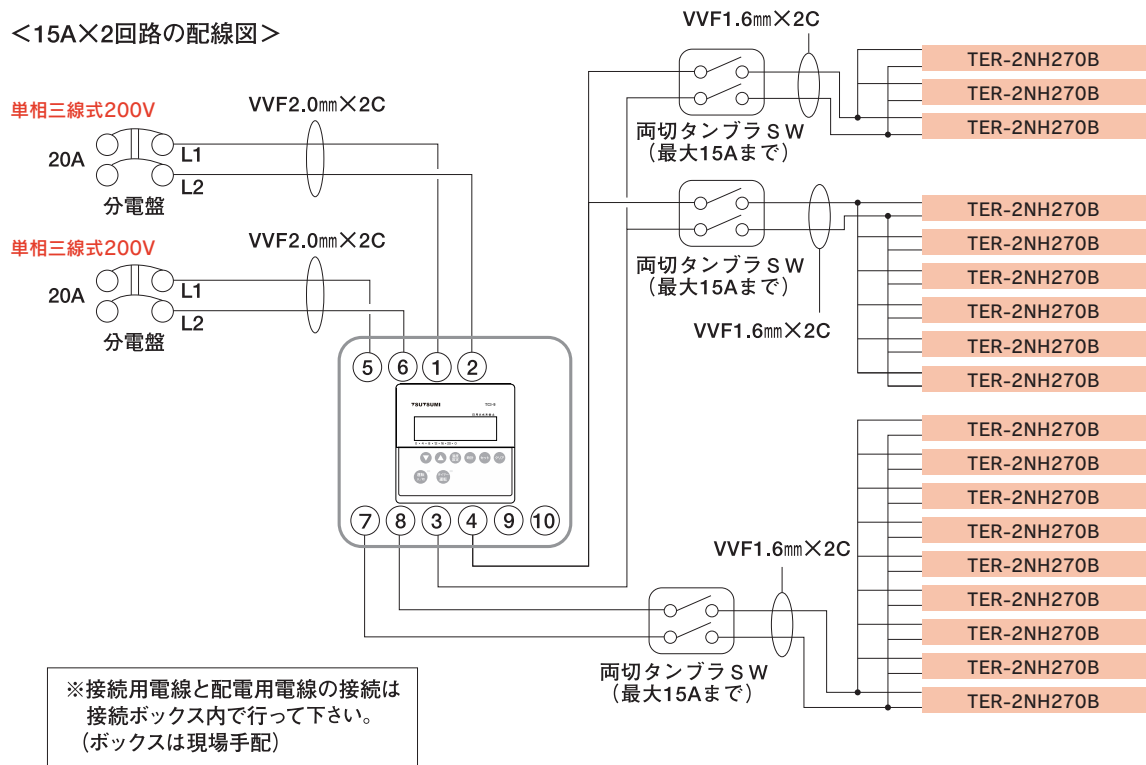 ＜15A×2回路の配線図＞
単相三線式200V
VVF2.0㎜×2C
20A
L1
L2
分電盤
単相三線式200V
VVF2.0㎜×2C
20A
L1
L2
分電盤
VVF1.6㎜×2C
両切タンブラＳＷ
（最大15Aまで）
TER-2NH270B
TER-2NH270B
TER-2NH270B
両切タンブラＳＷ
（最大15Aまで）
VVF1.6㎜×2C
TER-2NH270B
TER-2NH270B
TER-2NH270B
TER-2NH270B
TER-2NH270B
TER-2NH270B
⑤ ⑥ ① ②
TSUTSUMI
⑦ ⑧ ③ ④ ⑨ ⑩
VVF1.6㎜×2C
両切タンブラＳＷ
（最大15Aまで）
TER-2NH270B
TER-2NH270B
TER-2NH270B
TER-2NH270B
TER-2NH270B
TER-2NH270B
TER-2NH270B
TER-2NH270B
TER-2NH270B
※接続用電線と配電用電線の接続は
接続ボックス内で行って下さい。
（ボックスは現場手配）